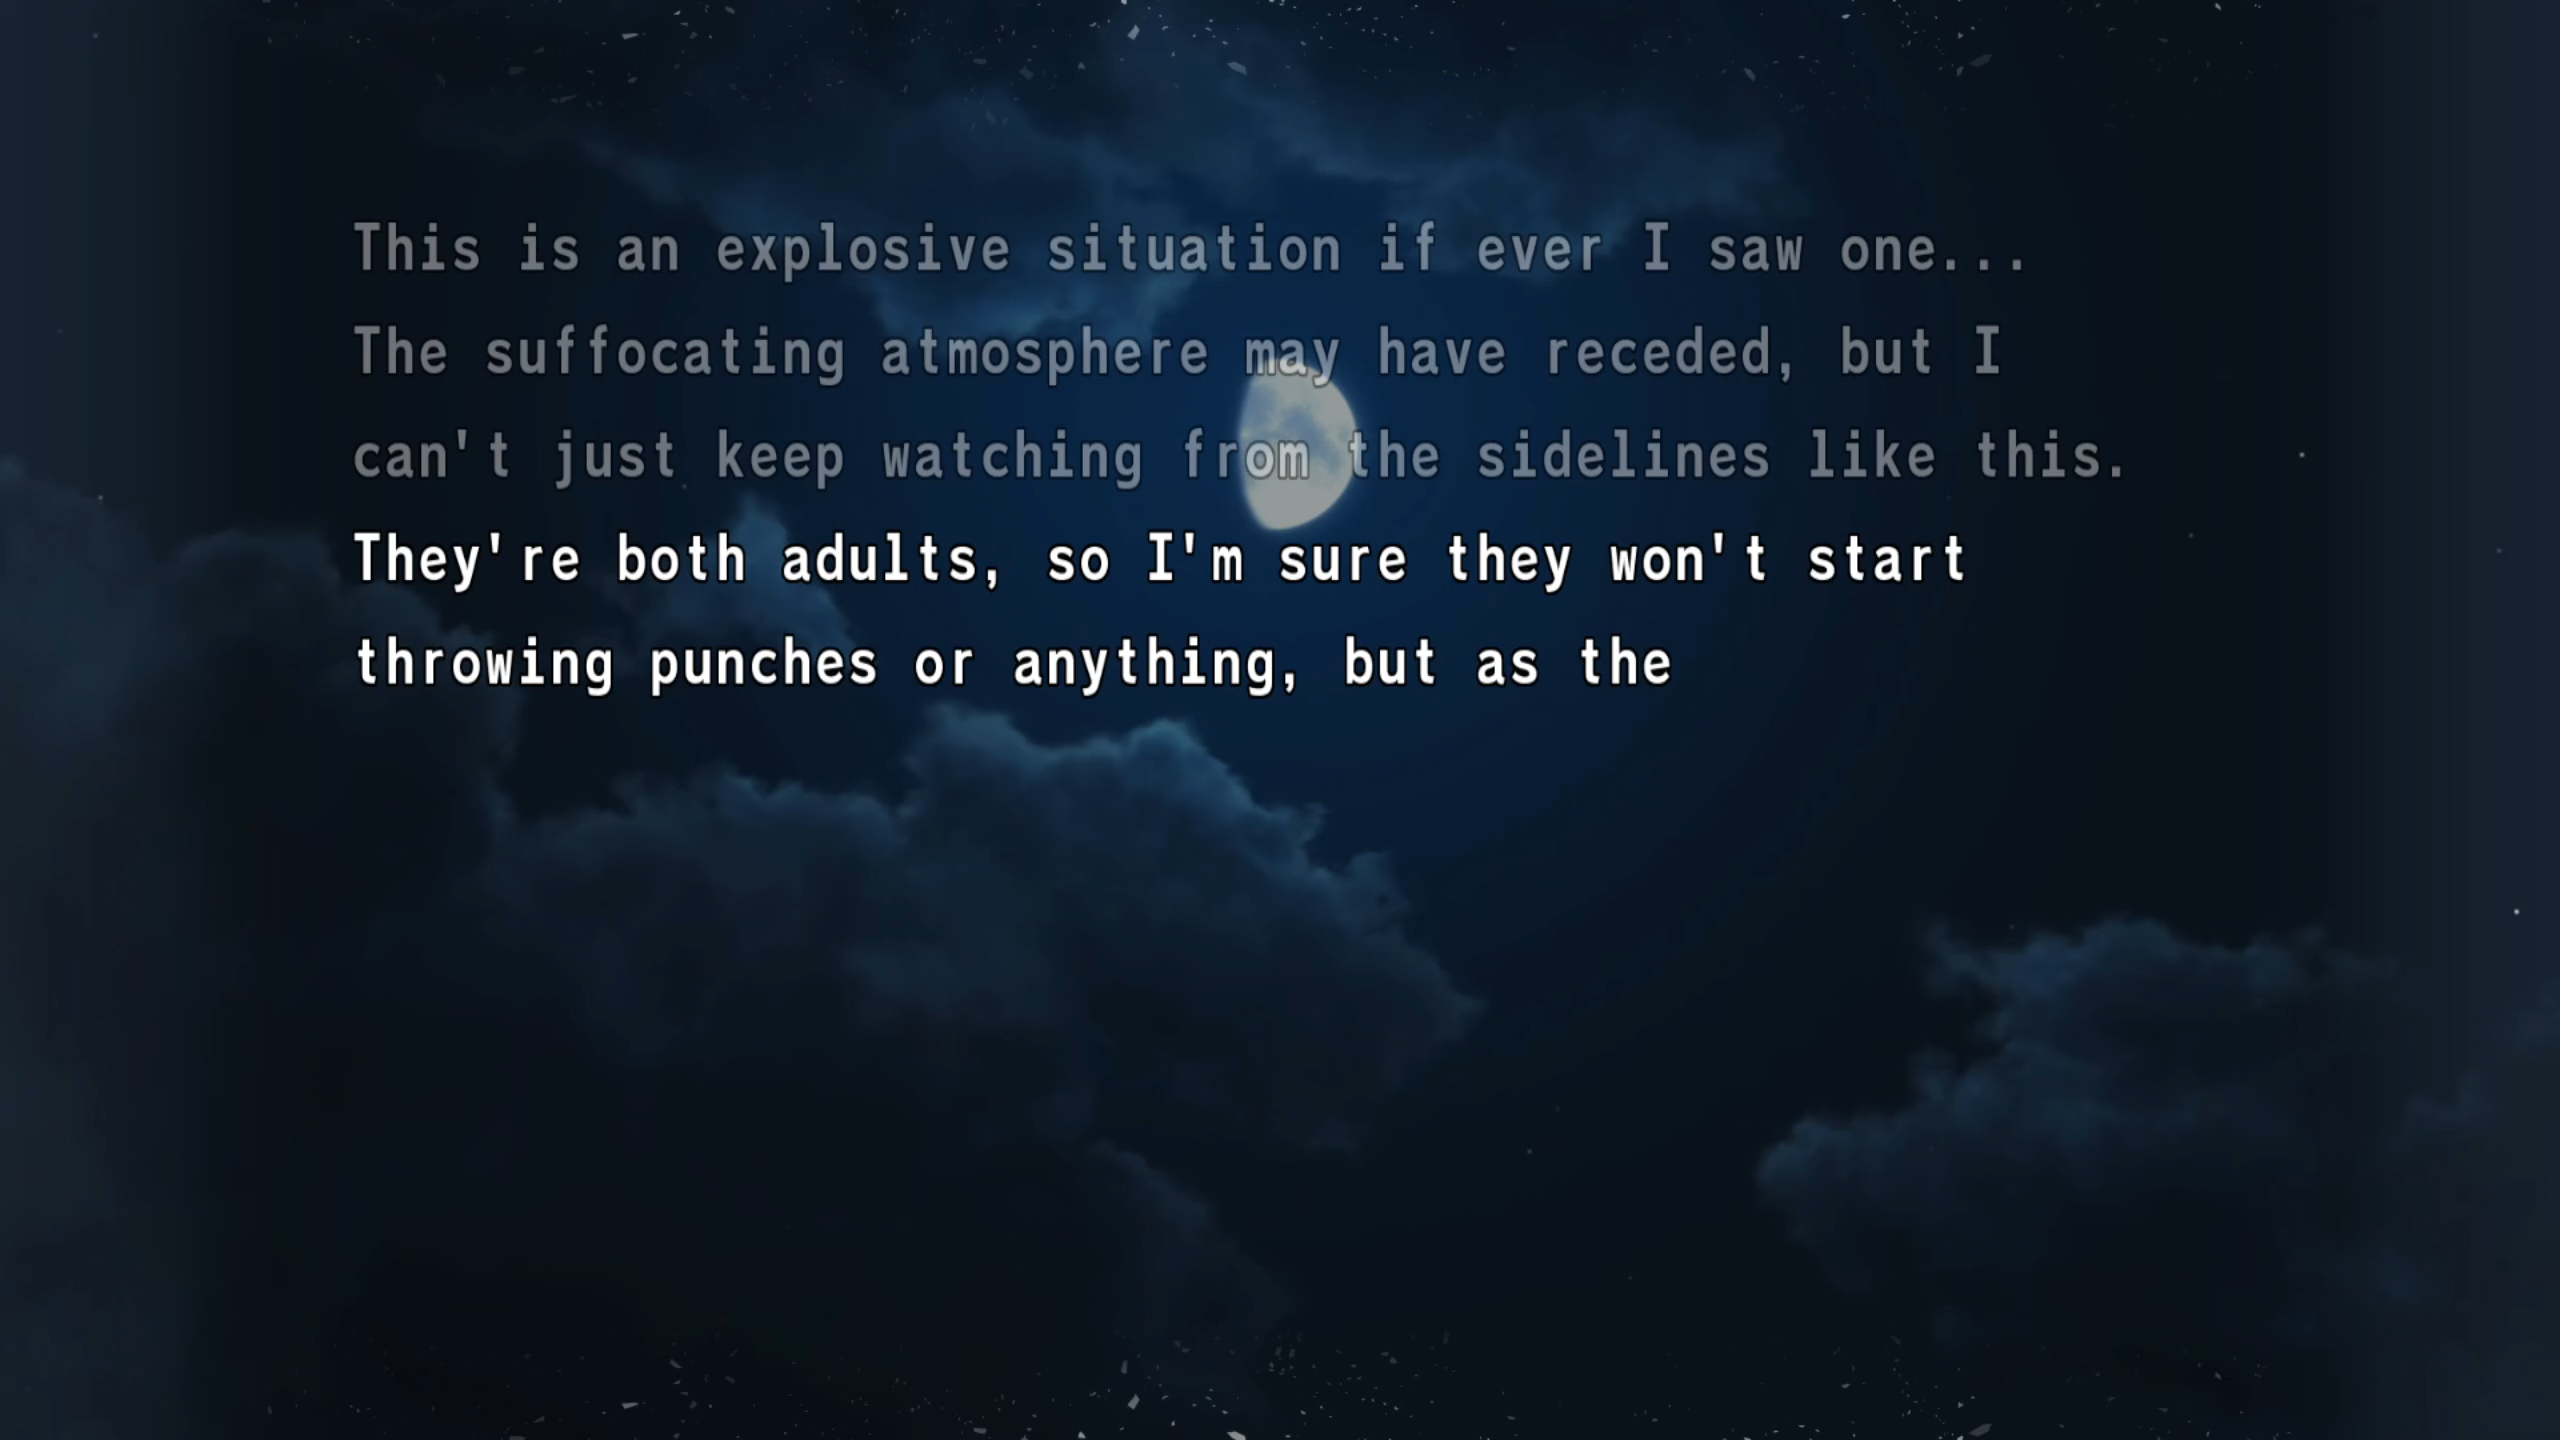 This is an explosive situation if ever I saw one...
The suffocating atmosphere may have receded, but I
can't just keep watching from the sidelines like this.
They're both adults, so I'm sure they won't start
throwing punches or anything, but as the